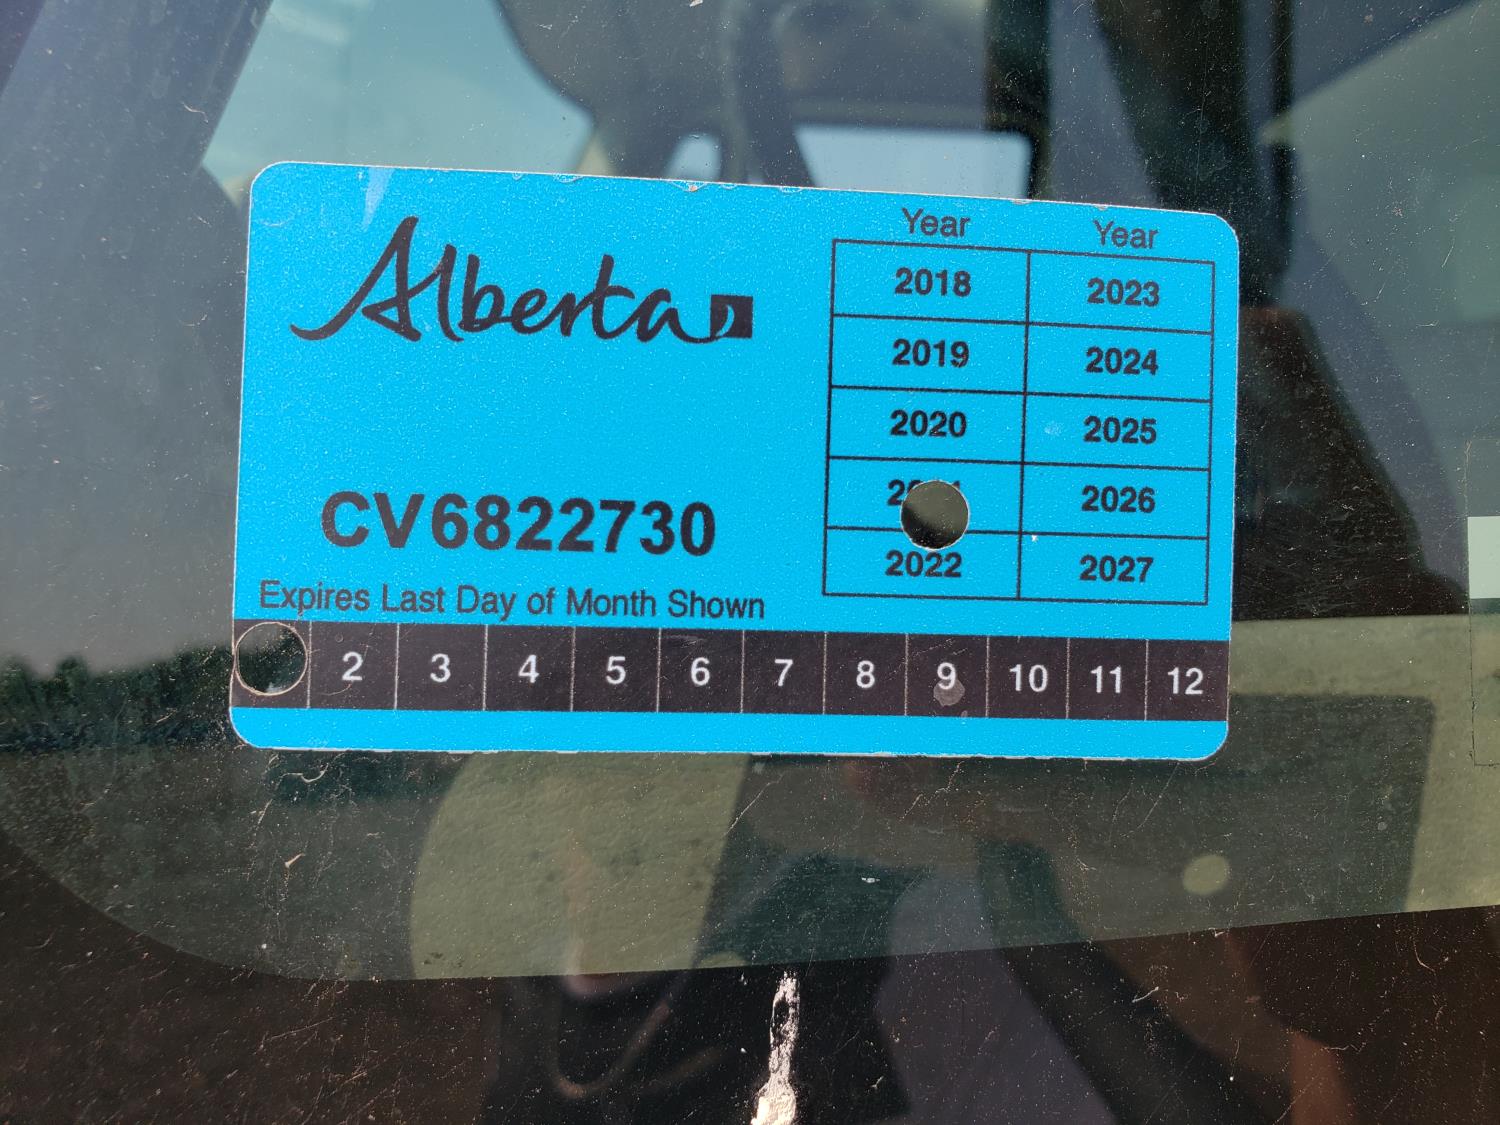 Alberta
Year Year
2018 2023
2019 2024
2020 2025
2026
2022 2027
CV6822730
Expires Last Day of Month Shown
2 3 4 5 6 7 8 9 10 11 12